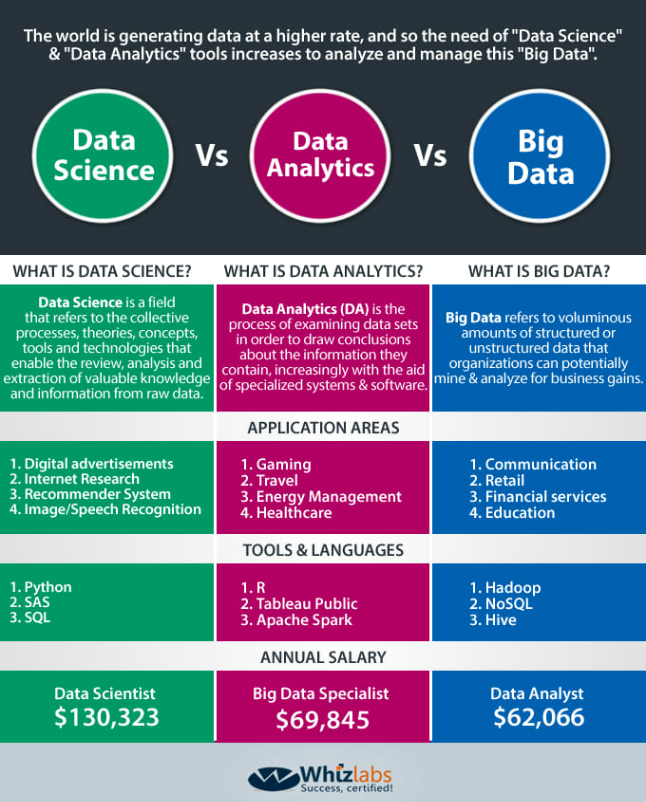 The world is generating data at a higher rate, and so the need of "Data Science"
& "Data Analytics" tools increases to analyze and manage this "Big Data".
Data
Science
Vs
Data
Analytics
Vs
Big
Data
WHAT IS DATA SCIENCE?
Data Science is a field
that refers to the collective
processes, theories, concepts,
tools and technologies that
enable the review, analysis and
extraction of valuable knowledge
and information from raw data.
WHAT IS DATA ANALYTICS?
Data Analytics (DA) is the
process of examining data sets
in order to draw conclusions
about the information they
contain, increasingly with the aid
of specialized systems & software.
WHAT IS BIG DATA?
Big Data refers to voluminous
amounts of structured or
unstructured data that
organizations can potentially
mine & analyze for business gains.
APPLICATION AREAS
1. Digital advertisements
2. Internet Research
3. Recommender System
4. Image/Speech Recognition
1. Gaming
2. Travel
3. Energy Management
4. Healthcare
1. Communication
2. Retail
3. Financial services
4. Education
TOOLS & LANGUAGES
1. Python
2. SAS
3. SQL
1. R
2. Tableau Public
3. Apache Spark
1. Hadoop
2. NoSQL
3. Hive
ANNUAL SALARY
Data Scientist
$130,323
Big Data Specialist
$69,845
Data Analyst
$62,066
Whizlabs
Success, certified!